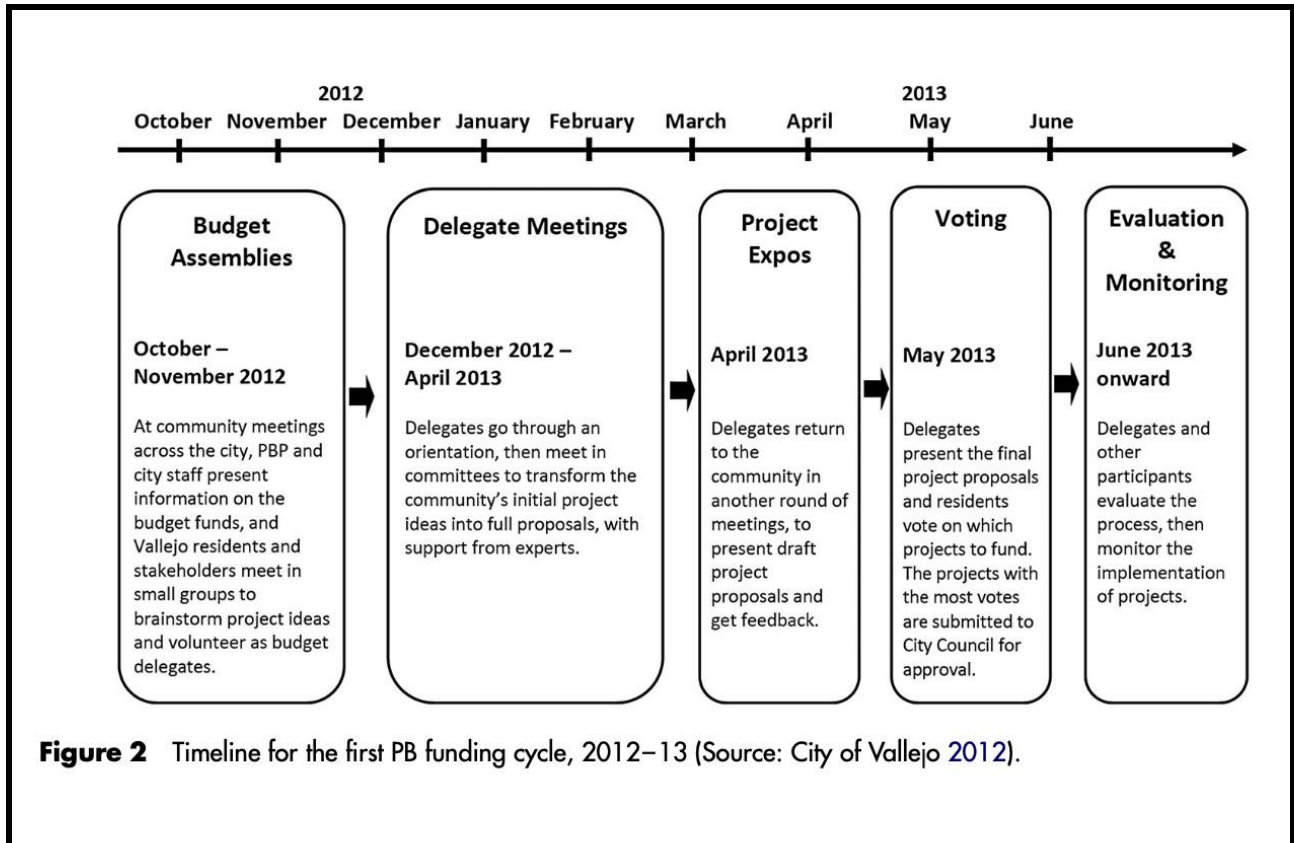 2012
2013
October November December January February March April May June
Budget
Assemblies
October –
November 2012
At community meetings
across the city, PBP and
city staff present
information on the
budget funds, and
Vallejo residents and
stakeholders meet in
small groups to
brainstorm project ideas
and volunteer as budget
delegates.
Delegate Meetings
December 2012 –
April 2013
Delegates go through an
orientation, then meet in
committees to transform the
community's initial project
ideas into full proposals, with
support from experts.
Project
Expos
April 2013
Delegates return
to the
community in
another round of
meetings, to
present draft
project
proposals and
get feedback.
Voting
May 2013
Delegates
present the final
project proposals
and residents
vote on which
projects to fund.
The projects with
the most votes
are submitted to
City Council for
approval.
Evaluation
&
Monitoring
June 2013
onward
Delegates and
other
participants
evaluate the
process, then
monitor the
implementation
of projects.
Figure 2 Timeline for the first PB funding cycle, 2012–13 (Source: City of Vallejo 2012).